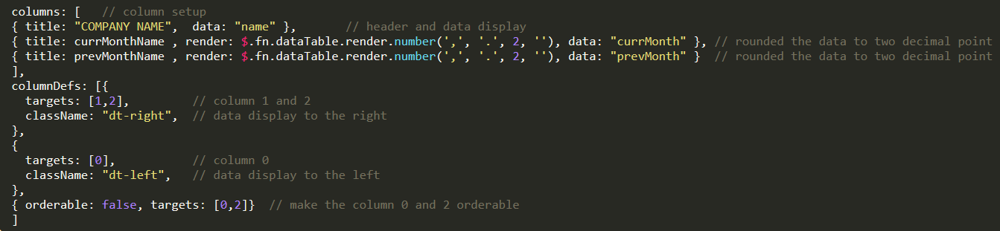 columns: [   // column setup
{ title: "COMPANY NAME",  data: "name" },       // header and data display
{ title: currMonthName , render: $.fn.dataTable.render.number(',', '.', 2, ''), data: "currMonth" }, // rounded the data to two decimal point
{ title: prevMonthName , render: $.fn.dataTable.render.number(',', '.', 2, ''), data: "prevMonth" }  // rounded the data to two decimal point
],
columnDefs: [{
  targets: [1,2],         // column 1 and 2
  className: "dt-right",  // data display to the right
},
{
  targets: [0],           // column 0
  className: "dt-left",   // data display to the left
},
{ orderable: false, targets: [0,2]}  // make the column 0 and 2 orderable
]